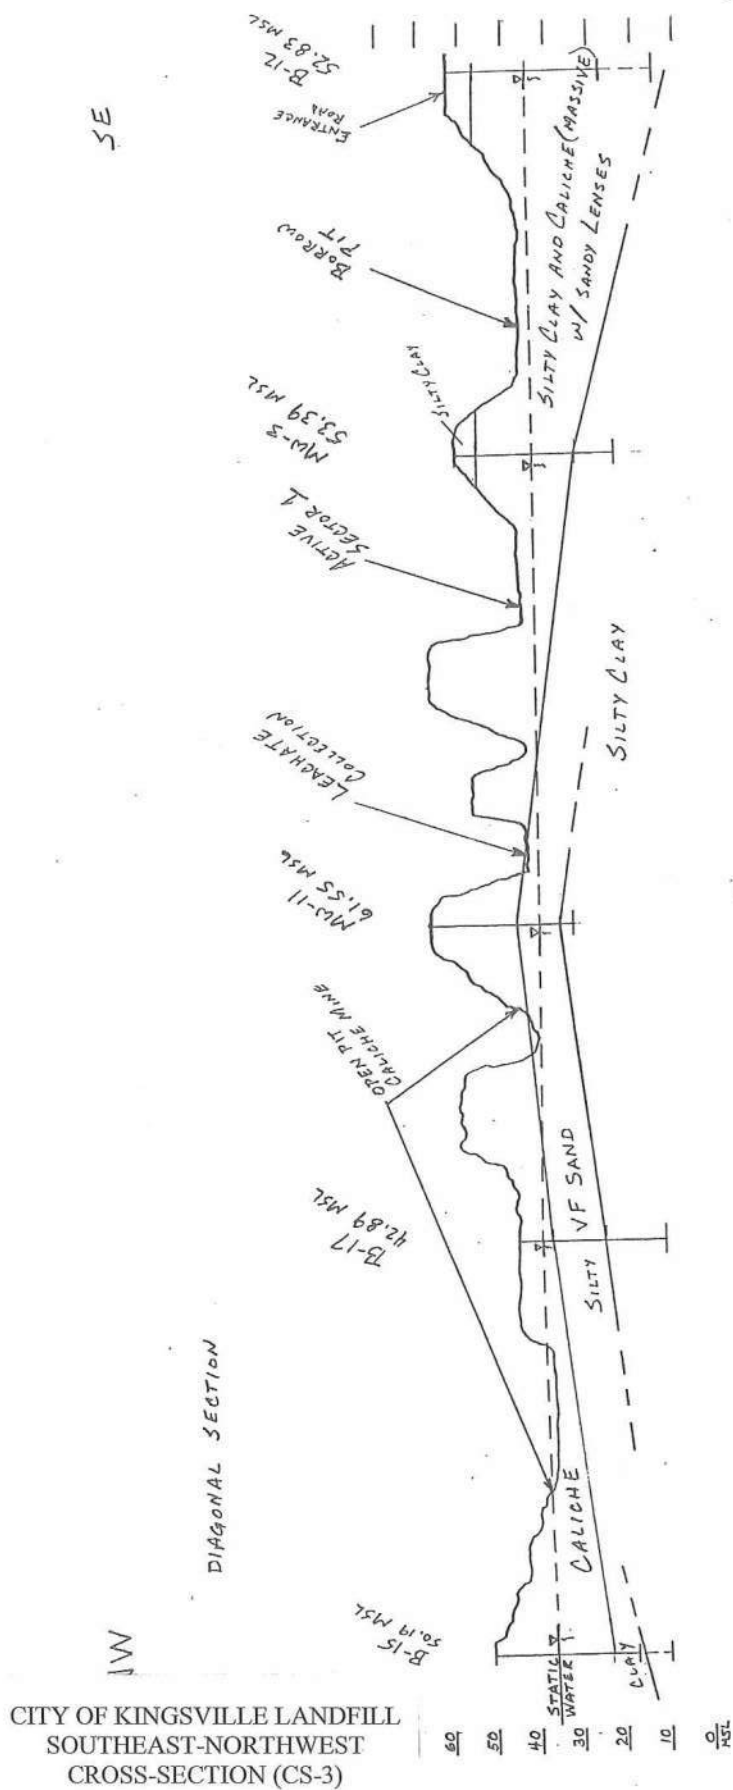 SE
B-12
52.83 MSL
ENTRANCE
ROAD
BORROW
PIT
SILTY CLAY AND CALICHE (MASSIVE)
W/ SANDY LENSES
MW-3
53.39 MSL
SILTY CLAY
ACTIVE
SECTOR 1
LEACHATE
COLLECTION
SILTY CLAY
MW-11
61.55 MSL
OPEN PIT
CALICHE MINE
B-17
42.89 MSL
SILTY VF SAND
DIAGONAL SECTION
CALICHE
NW
B-15
50.19 MSL
STATIC
WATER
CLAY
60
50
40
30
20
10
0
MSL
CITY OF KINGSVILLE LANDFILL
SOUTHEAST-NORTHWEST
CROSS-SECTION (CS-3)